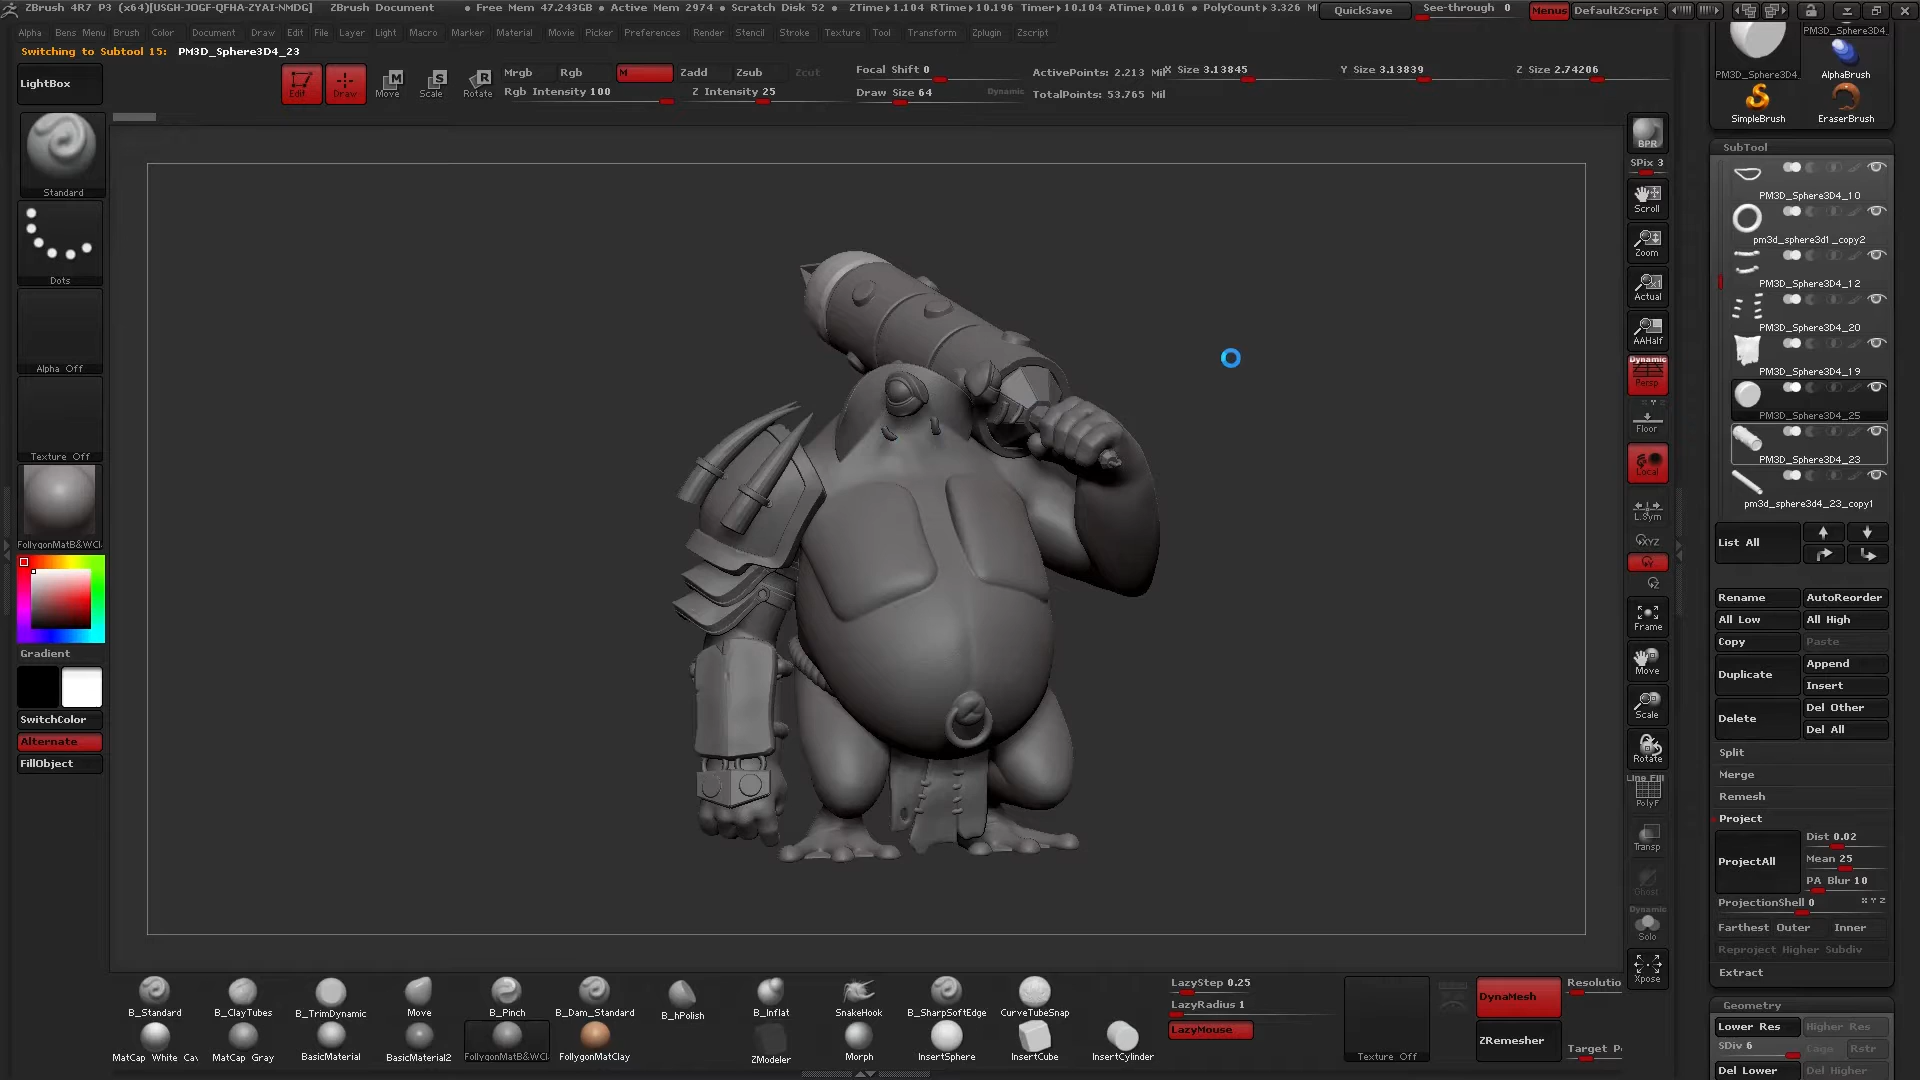 ZBrush 4R7 P3 (x64)[USGH-JOGF-QFHA-ZYAI-NMDG] ZBrush Document • Free Mem 47.243GB • Active Mem 2974 • Scratch Disk 52 • ZTime▸1.104 RTime▸10.196 Timer▸10.104 ATime▸0.016 • PolyCount▸3.326 M QuickSave See-through 0 Menus DefaultZScript
Alpha Bens Menu Brush Color Document Draw Edit File Layer Light Macro Marker Material Movie Picker Preferences Render Stencil Stroke Texture Tool Transform Zplugin Zscript
Switching to Subtool 15: PM3D_Sphere3D4_23
LightBox
Edit
Draw
Move
Scale
Rotate
Mrgb
Rgb
M
Zadd
Zsub
Zcut
Rgb Intensity 100
Z Intensity 25
Focal Shift 0
Draw Size 64
Dynamic
ActivePoints: 2.213 Mil
TotalPoints: 53.765 Mil
X Size 3.13845
Y Size 3.13839
Z Size 2.74206
Standard
Dots
Alpha Off
Texture Off
FollygonMatB&WCl
Gradient
SwitchColor
Alternate
FillObject
BPR
SPix 3
Scroll
Zoom
Actual
AAHalf
Dynamic
Persp
Floor
Local
L.Sym
XYZ
Y
Z
Frame
Move
Scale
Rotate
Line Fill
PolyF
Transp
Ghost
Dynamic
Solo
Xpose
PM3D_Sphere3D4_
PM3D_Sphere3D4_
AlphaBrush
SimpleBrush
EraserBrush
SubTool
PM3D_Sphere3D4_10
pm3d_sphere3d1_copy2
PM3D_Sphere3D4_12
PM3D_Sphere3D4_20
PM3D_Sphere3D4_19
PM3D_Sphere3D4_25
PM3D_Sphere3D4_23
pm3d_sphere3d4_23_copy1
List All
Rename
AutoReorder
All Low
All High
Copy
Paste
Duplicate
Append
Insert
Delete
Del Other
Del All
Split
Merge
Remesh
Project
ProjectAll
Dist 0.02
Mean 25
PA Blur 10
ProjectionShell 0
X Y Z
Farthest Outer Inner
Reproject Higher Subdiv
Extract
Geometry
Lower Res
Higher Res
SDiv 6
Cage
Rstr
Del Lower
Del Higher
B_Standard
B_ClayTubes
B_TrimDynamic
Move
B_Pinch
B_Dam_Standard
B_hPolish
B_Inflat
SnakeHook
B_SharpSoftEdge
CurveTubeSnap
MatCap White Cav
MatCap Gray
BasicMaterial
BasicMaterial2
FollygonMatB&WCl
FollygonMatClay
ZModeler
Morph
InsertSphere
InsertCube
InsertCylinder
LazyStep 0.25
LazyRadius 1
LazyMouse
Texture Off
DynaMesh
Resolutio
ZRemesher
Target P